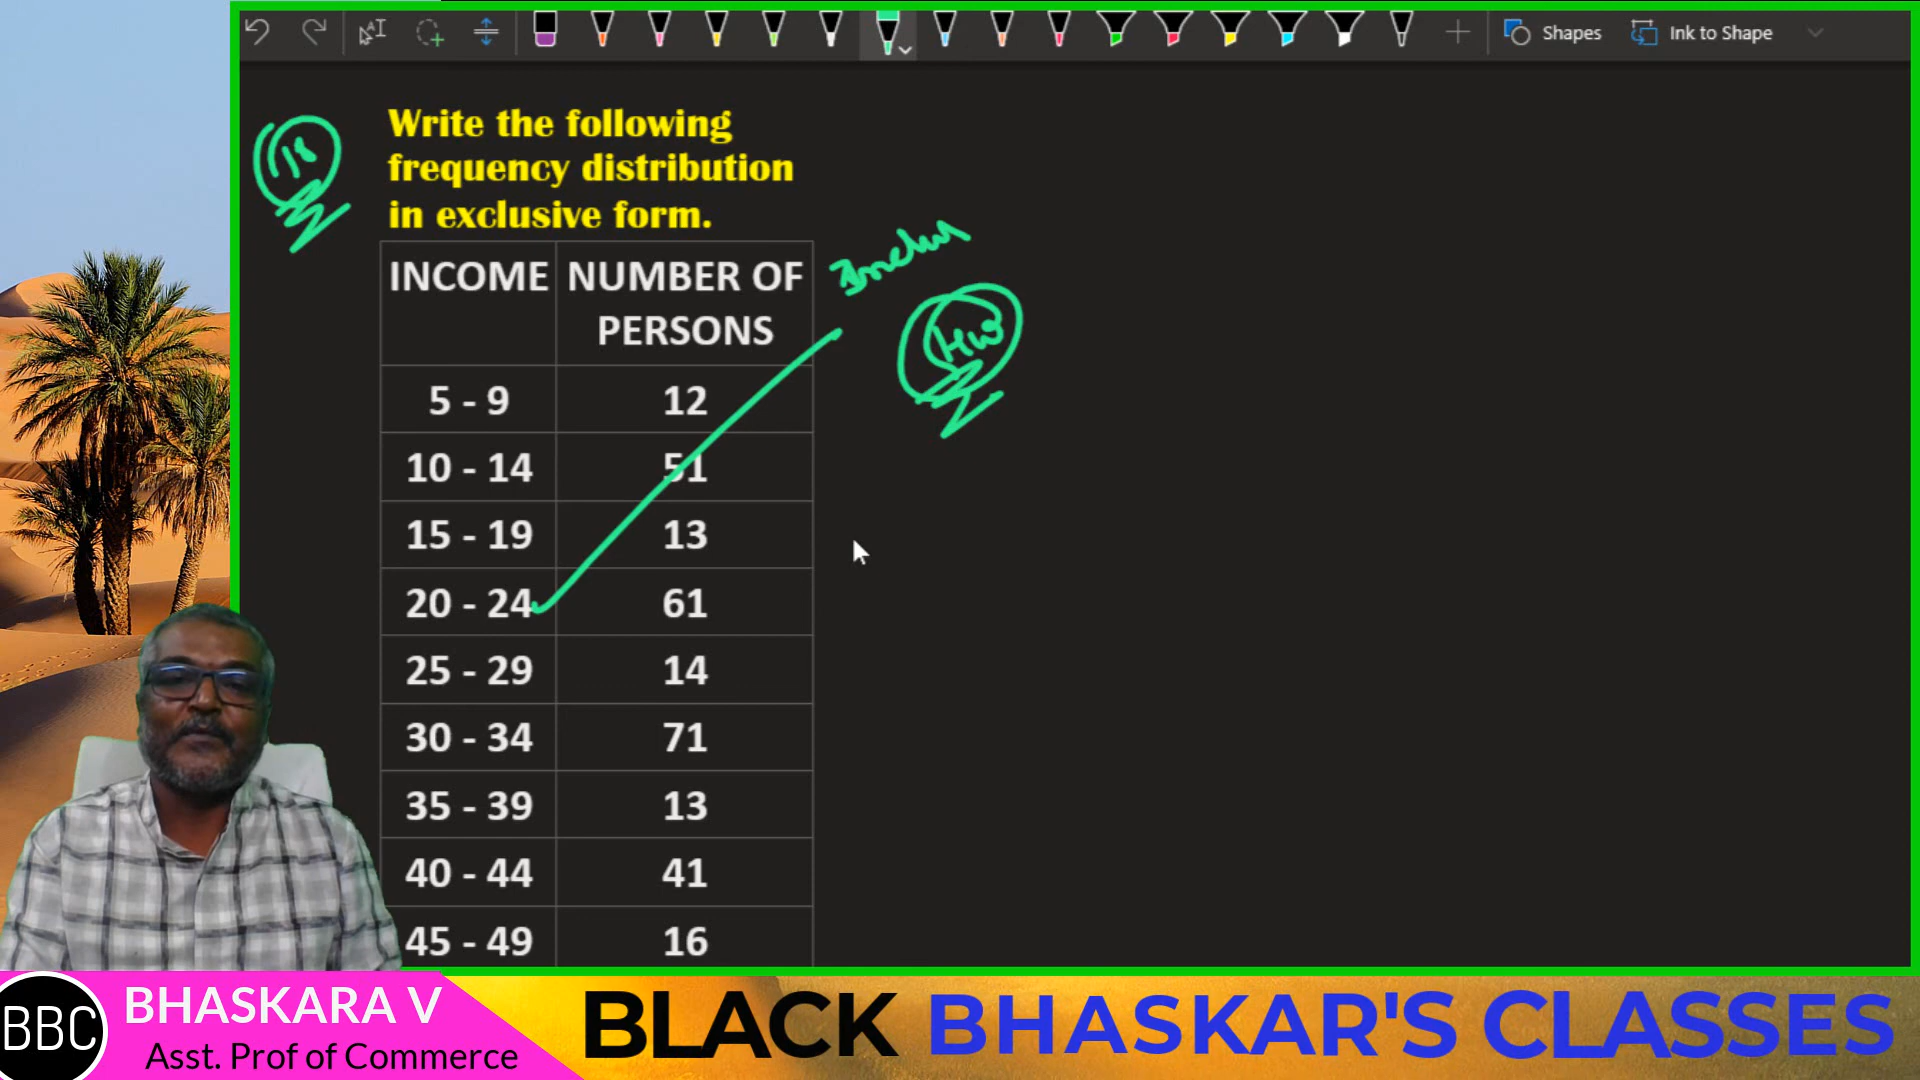 Shapes
Ink to Shape
18
Write the following
frequency distribution
in exclusive form.
INCOME NUMBER OF
PERSONS
HW
5 - 9 12
10 - 14 51
15 - 19 13
20 - 24 61
25 - 29 14
30 - 34 71
35 - 39 13
40 - 44 41
45 - 49 16
BBC
BHASKARA V
Asst. Prof of Commerce
BLACK BHASKAR'S CLASSES